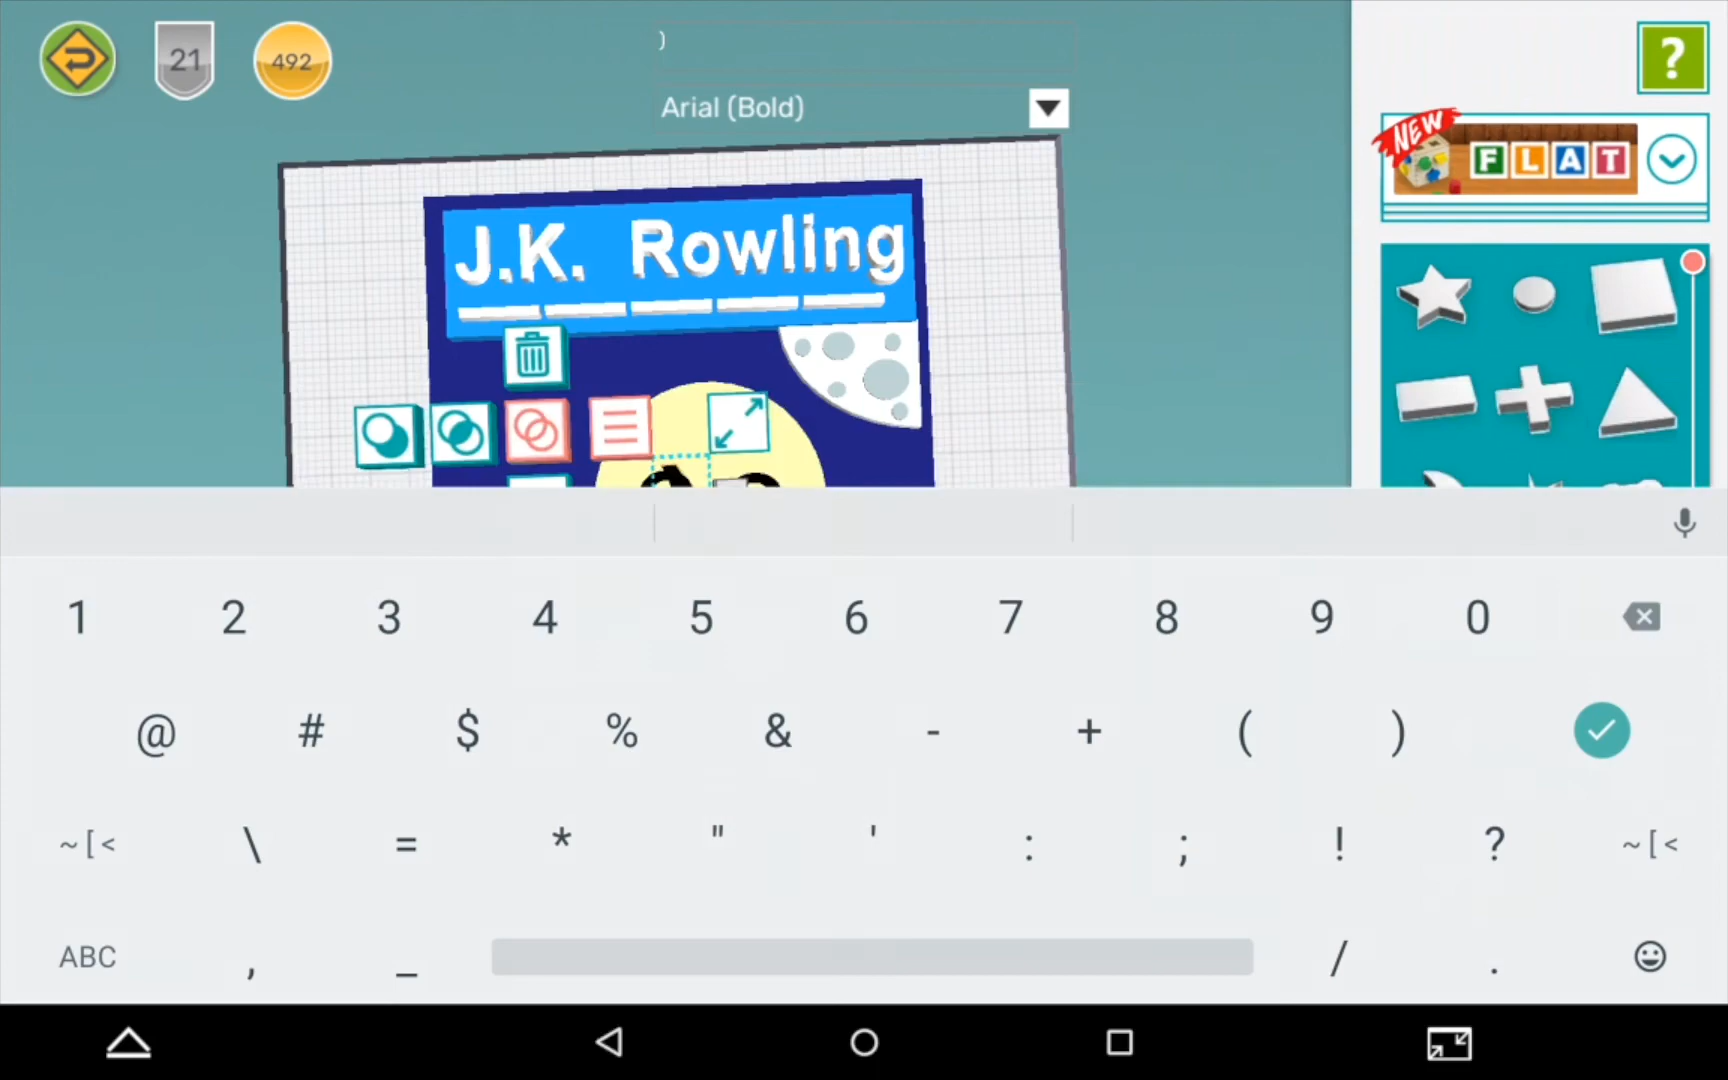 21
492
)
Arial (Bold)
?
NEW
FLAT
J.K. Rowling
1 2 3 4 5 6 7 8 9 0
@ # $ % & - + ( )
~[< \ = * " ' : ; ! ? ~[<
ABC , _ / .